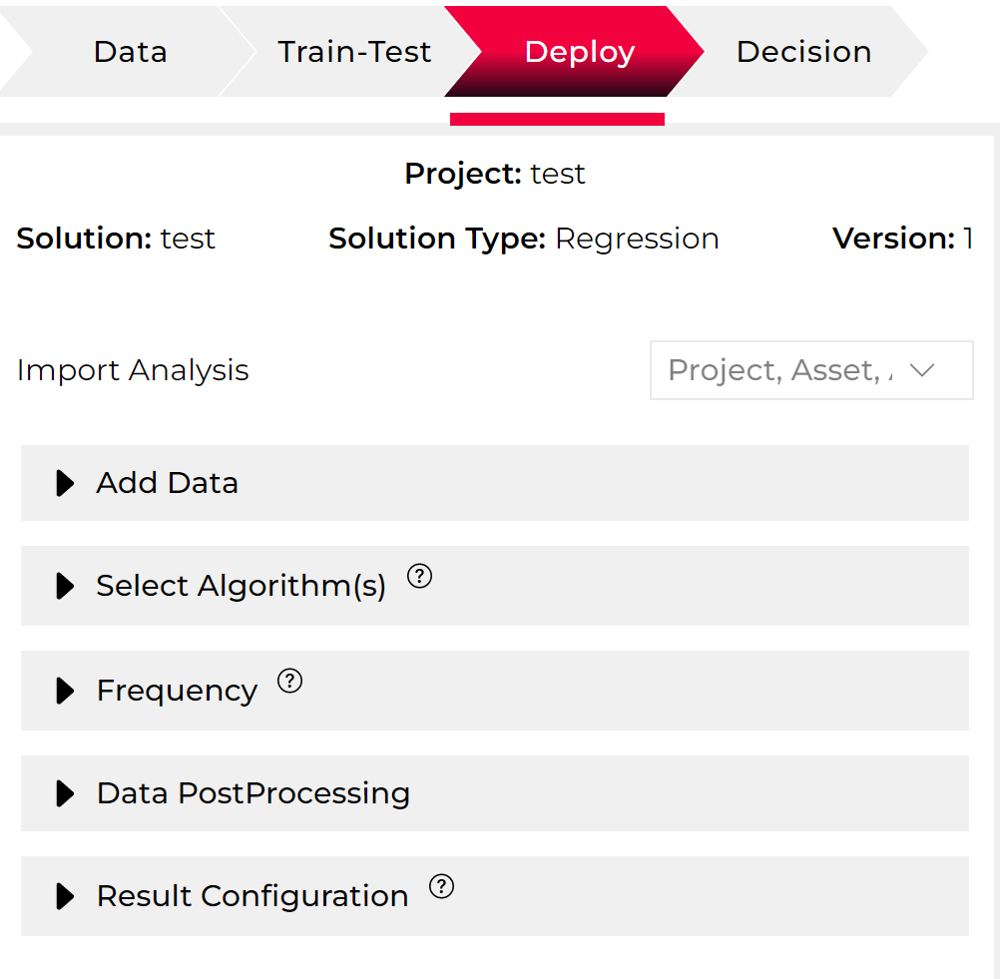 Data Train-Test Deploy Decision
Project: test
Solution: test Solution Type: Regression Version: 1
Import Analysis Project, Asset,
Add Data
Select Algorithm(s) ?
Frequency ?
Data PostProcessing
Result Configuration ?